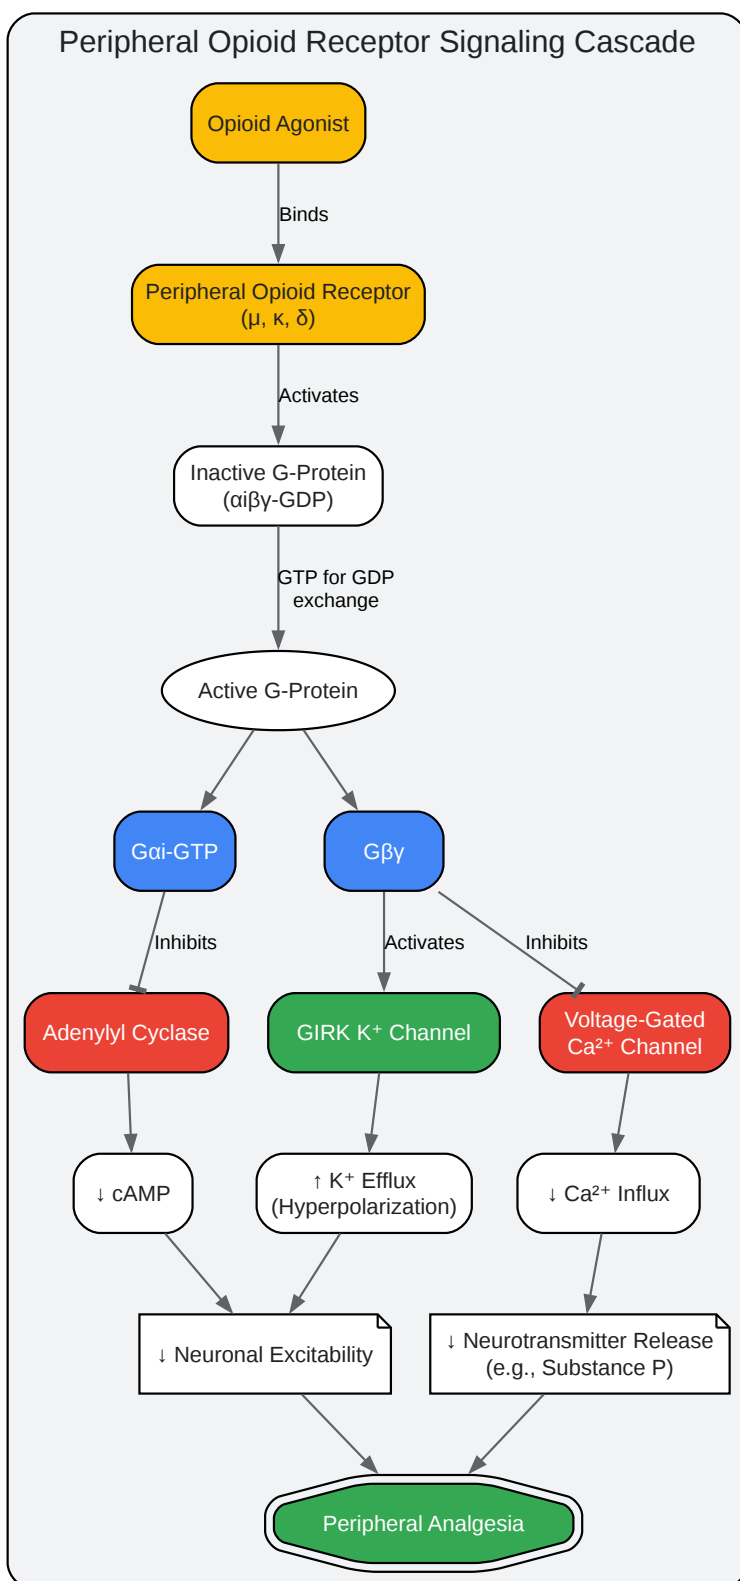 Peripheral Opioid Receptor Signaling Cascade
Opioid Agonist
Binds
Peripheral Opioid Receptor
(μ, κ, δ)
Activates
Inactive G-Protein
(αiβγ-GDP)
GTP for GDP
exchange
Active G-Protein
Gαi-GTP
Gβγ
Inhibits
Activates
Inhibits
Adenylyl Cyclase
GIRK K⁺ Channel
Voltage-Gated
Ca²⁺ Channel
↓ cAMP
↑ K⁺ Efflux
(Hyperpolarization)
↓ Ca²⁺ Influx
↓ Neuronal Excitability
↓ Neurotransmitter Release
(e.g., Substance P)
Peripheral Analgesia